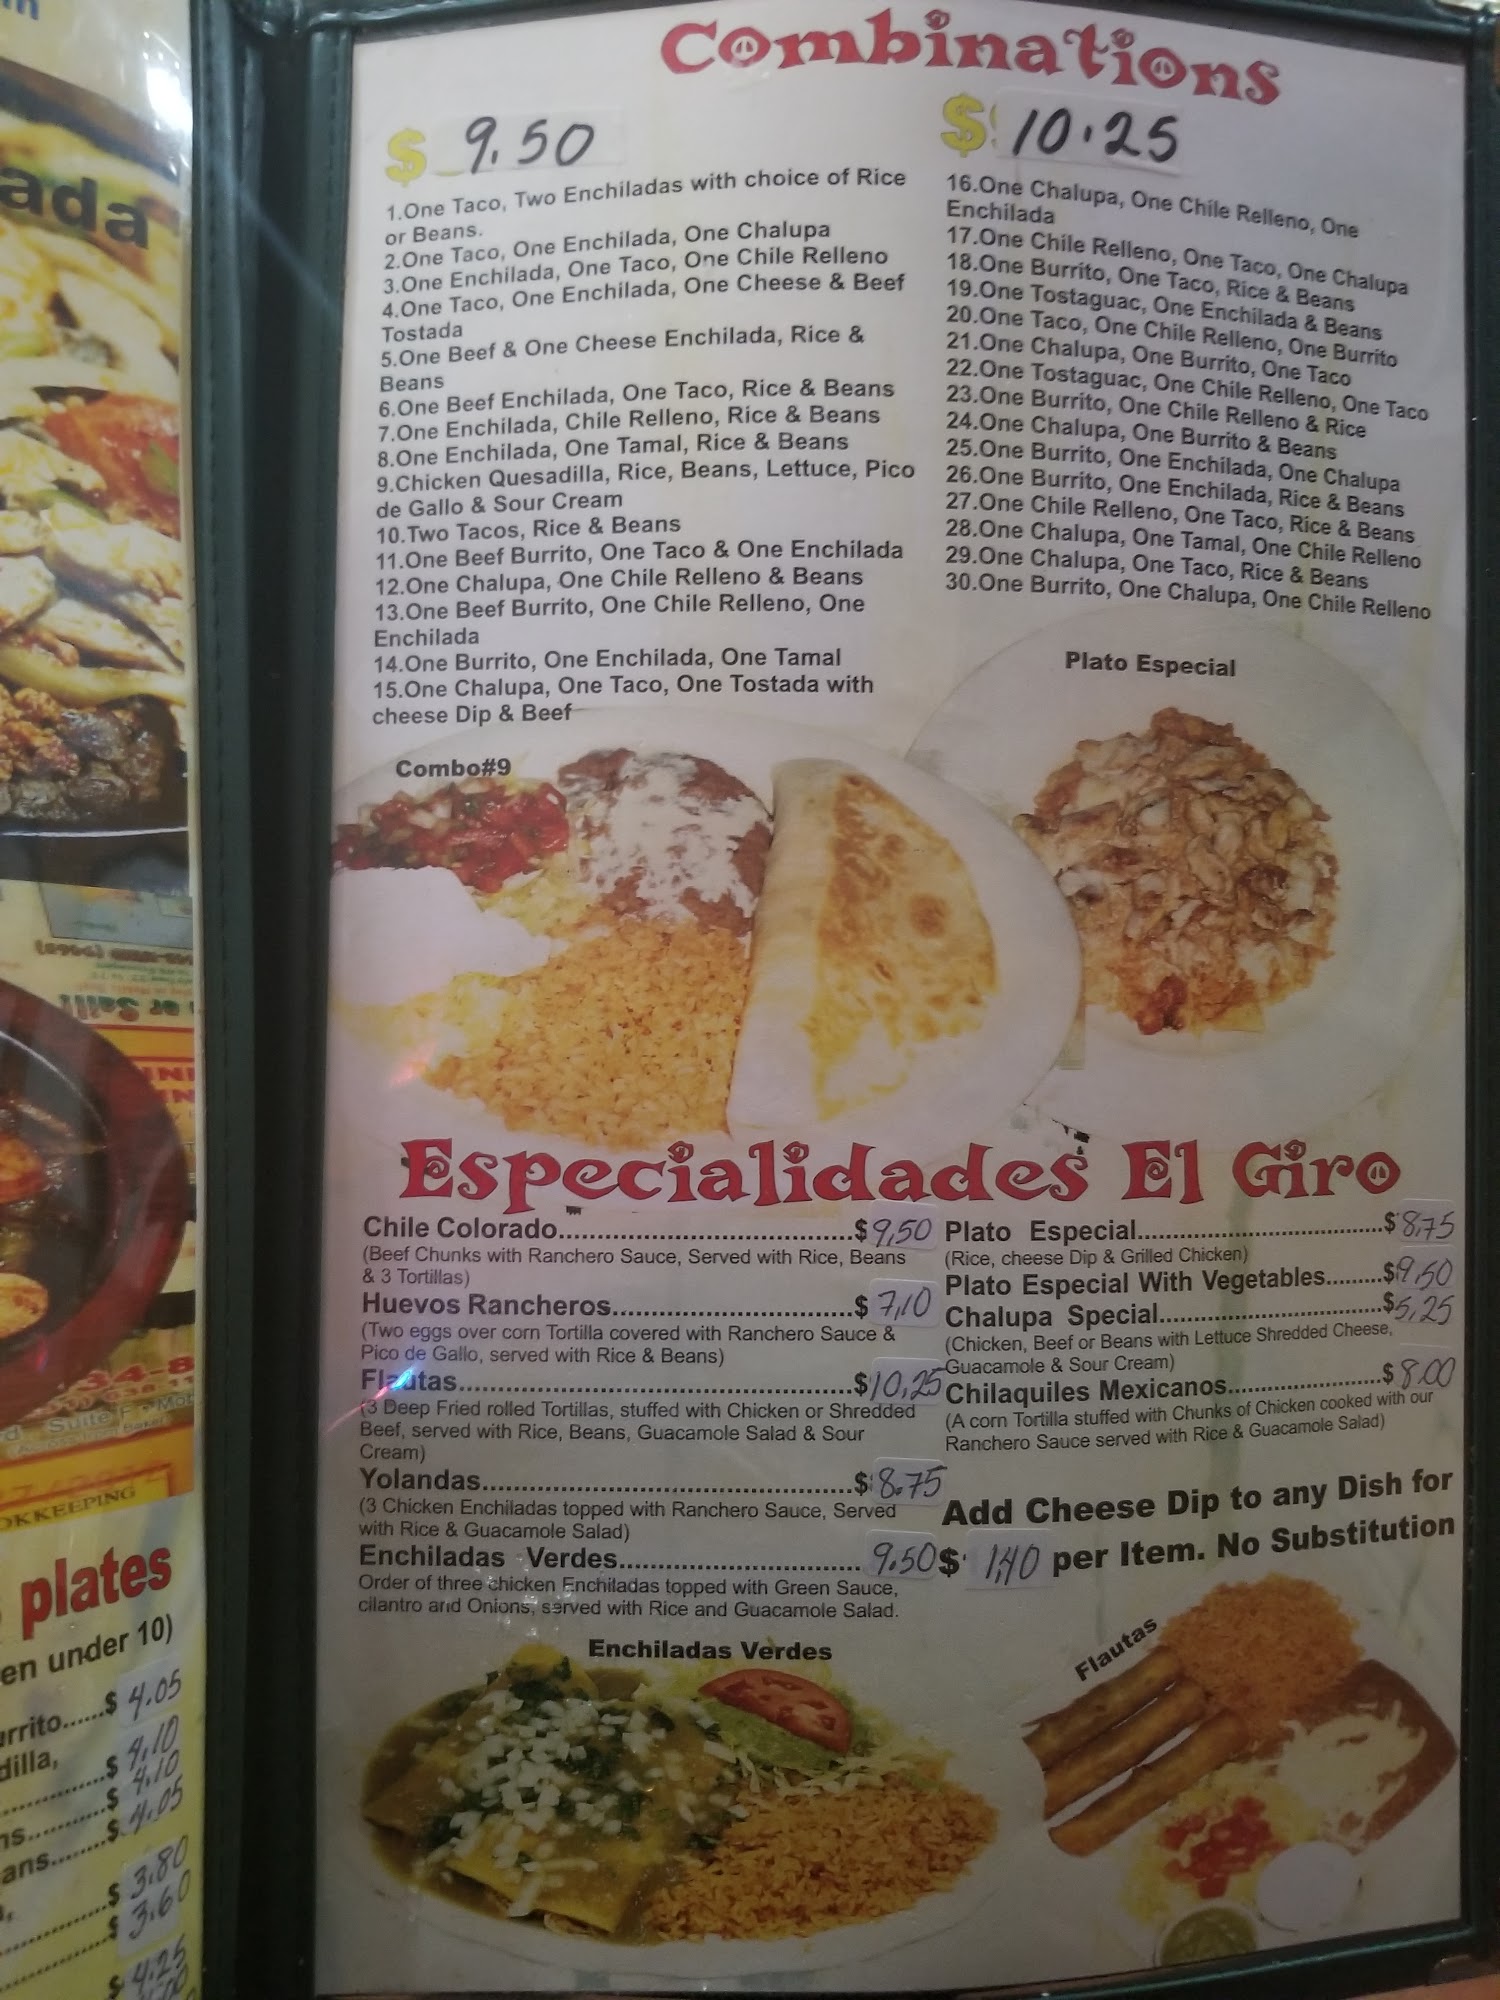 Combinations
$ 9.50
1.One Taco, Two Enchiladas with choice of Rice
or Beans.
2.One Taco, One Enchilada, One Chalupa
3.One Enchilada, One Taco, One Chile Relleno
4.One Taco, One Enchilada, One Cheese & Beef
Tostada
5.One Beef & One Cheese Enchilada, Rice &
Beans
6.One Beef Enchilada, One Taco, Rice & Beans
7.One Enchilada, Chile Relleno, Rice & Beans
8.One Enchilada, One Tamal, Rice & Beans
9.Chicken Quesadilla, Rice, Beans, Lettuce, Pico
de Gallo & Sour Cream
10.Two Tacos, Rice & Beans
11.One Beef Burrito, One Taco & One Enchilada
12.One Chalupa, One Chile Relleno & Beans
13.One Beef Burrito, One Chile Relleno, One
Enchilada
14.One Burrito, One Enchilada, One Tamal
15.One Chalupa, One Taco, One Tostada with
cheese Dip & Beef
$ 10.25
16.One Chalupa, One Chile Relleno, One
Enchilada
17.One Chile Relleno, One Taco, One Chalupa
18.One Burrito, One Taco, Rice & Beans
19.One Tostaguac, One Enchilada & Beans
20.One Taco, One Chile Relleno, One Burrito
21.One Chalupa, One Burrito, One Taco
22.One Tostaguac, One Chile Relleno, One Taco
23.One Burrito, One Chile Relleno & Rice
24.One Chalupa, One Burrito & Beans
25.One Burrito, One Enchilada, One Chalupa
26.One Burrito, One Enchilada, Rice & Beans
27.One Chile Relleno, One Taco, Rice & Beans
28.One Chalupa, One Tamal, One Chile Relleno
29.One Chalupa, One Taco, Rice & Beans
30.One Burrito, One Chalupa, One Chile Relleno
Plato Especial
Combo#9
Especialidades El Giro
Chile Colorado....................................$9,50
(Beef Chunks with Ranchero Sauce, Served with Rice, Beans
& 3 Tortillas)
Huevos Rancheros.............................$ 7,10
(Two eggs over corn Tortilla covered with Ranchero Sauce &
Pico de Gallo, served with Rice & Beans)
Flautas................................................$10,25
(3 Deep Fried rolled Tortillas, stuffed with Chicken or Shredded
Beef, served with Rice, Beans, Guacamole Salad & Sour
Cream)
Yolandas.............................................$ 8.75
(3 Chicken Enchiladas topped with Ranchero Sauce, Served
with Rice & Guacamole Salad)
Enchiladas Verdes............................. 9.50
Order of three chicken Enchiladas topped with Green Sauce,
cilantro and Onions, served with Rice and Guacamole Salad.
Plato Especial..................................$ 8,75
(Rice, cheese Dip & Grilled Chicken)
Plato Especial With Vegetables.........$9,50
Chalupa Special...............................$5,25
(Chicken, Beef or Beans with Lettuce Shredded Cheese,
Guacamole & Sour Cream)
Chilaquiles Mexicanos.....................$ 8.00
(A corn Tortilla stuffed with Chunks of Chicken cooked with our
Ranchero Sauce served with Rice & Guacamole Salad)
Add Cheese Dip to any Dish for
$ 1,40 per Item. No Substitution
Enchiladas Verdes
Flautas
ada
34-8
Suite F
OKKEEPING
plates
en under 10)
urrito......$ 4.05
dilla,
$ 4.10
$ 4.10
ans........$ 4.05
$ 3.80
$ 3.60
$ 4.25